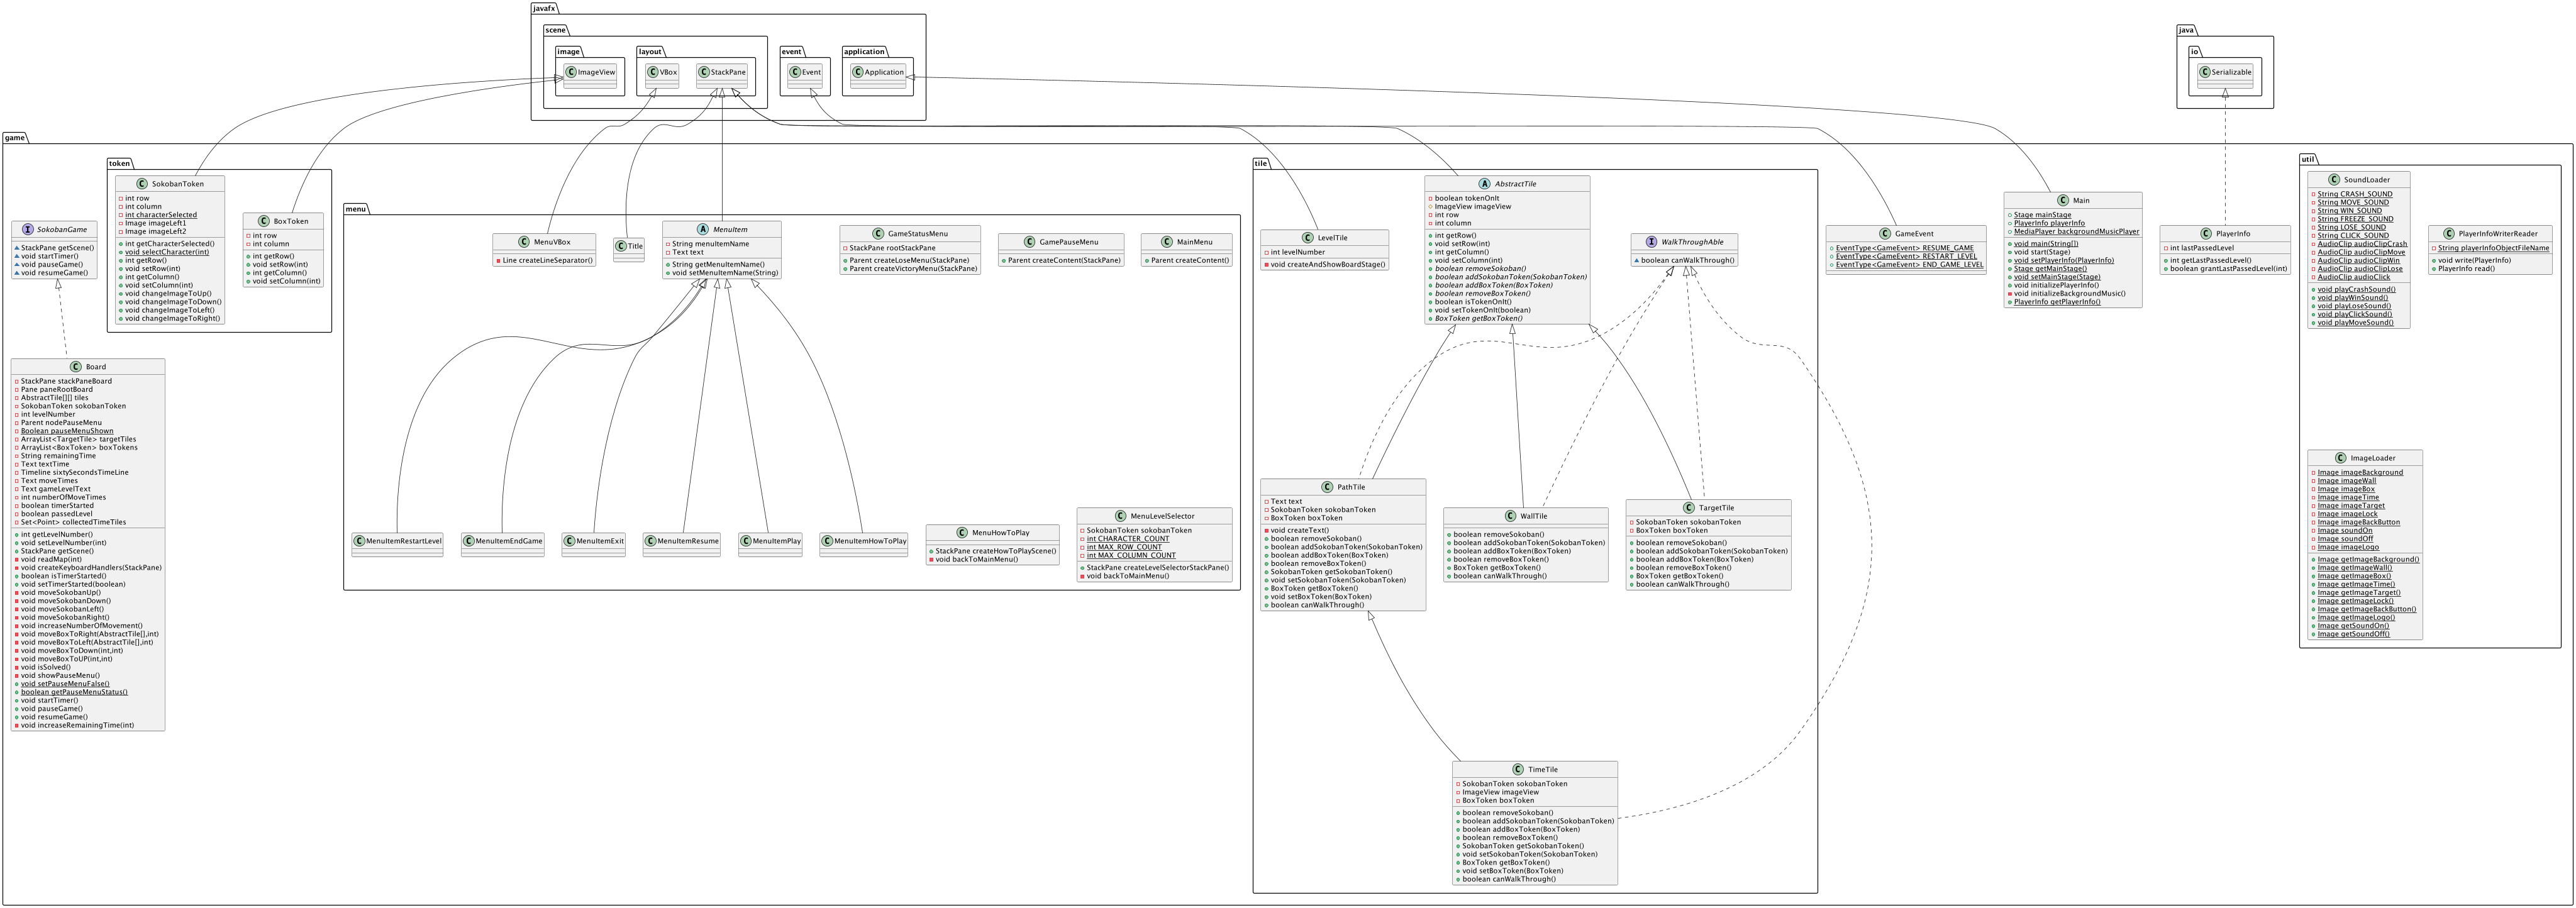 javafx
scene
image
ImageView
layout
VBox
StackPane
event
Event
application
Application
java
io
Serializable
game
SokobanGame
StackPane getScene()
void startTimer()
void pauseGame()
void resumeGame()
Board
StackPane stackPaneBoard
Pane paneRootBoard
AbstractTile[][] tiles
SokobanToken sokobanToken
int levelNumber
Parent nodePauseMenu
Boolean pauseMenuShown
ArrayList<TargetTile> targetTiles
ArrayList<BoxToken> boxTokens
String remainingTime
Text textTime
Timeline sixtySecondsTimeLine
Text moveTimes
Text gameLevelText
int numberOfMoveTimes
boolean timerStarted
boolean passedLevel
Set<Point> collectedTimeTiles
int getLevelNumber()
void setLevelNumber(int)
StackPane getScene()
void readMap(int)
void createKeyboardHandlers(StackPane)
boolean isTimerStarted()
void setTimerStarted(boolean)
void moveSokobanUp()
void moveSokobanDown()
void moveSokobanLeft()
void moveSokobanRight()
void increaseNumberOfMovement()
void moveBoxToRight(AbstractTile[],int)
void moveBoxToLeft(AbstractTile[],int)
void moveBoxToDown(int,int)
void moveBoxToUP(int,int)
void isSolved()
void showPauseMenu()
void setPauseMenuFalse()
boolean getPauseMenuStatus()
void startTimer()
void pauseGame()
void resumeGame()
void increaseRemainingTime(int)
token
SokobanToken
int row
int column
int characterSelected
Image imageLeft1
Image imageLeft2
int getCharacterSelected()
void selectCharacter(int)
int getRow()
void setRow(int)
int getColumn()
void setColumn(int)
void changeImageToUp()
void changeImageToDown()
void changeImageToLeft()
void changeImageToRight()
BoxToken
int row
int column
int getRow()
void setRow(int)
int getColumn()
void setColumn(int)
menu
MenuVBox
Line createLineSeparator()
Title
MenuItem
String menuItemName
Text text
String getMenuItemName()
void setMenuItemName(String)
GameStatusMenu
StackPane rootStackPane
Parent createLoseMenu(StackPane)
Parent createVictoryMenu(StackPane)
GamePauseMenu
Parent createContent(StackPane)
MainMenu
Parent createContent()
MenuItemRestartLevel
MenuItemEndGame
MenuItemExit
MenuItemResume
MenuItemPlay
MenuItemHowToPlay
MenuHowToPlay
StackPane createHowToPlayScene()
void backToMainMenu()
MenuLevelSelector
SokobanToken sokobanToken
int CHARACTER_COUNT
int MAX_ROW_COUNT
int MAX_COLUMN_COUNT
StackPane createLevelSelectorStackPane()
void backToMainMenu()
tile
LevelTile
int levelNumber
void createAndShowBoardStage()
AbstractTile
boolean tokenOnIt
ImageView imageView
int row
int column
int getRow()
void setRow(int)
int getColumn()
void setColumn(int)
boolean removeSokoban()
boolean addSokobanToken(SokobanToken)
boolean addBoxToken(BoxToken)
boolean removeBoxToken()
boolean isTokenOnIt()
void setTokenOnIt(boolean)
BoxToken getBoxToken()
WalkThroughAble
boolean canWalkThrough()
PathTile
Text text
SokobanToken sokobanToken
BoxToken boxToken
void createText()
boolean removeSokoban()
boolean addSokobanToken(SokobanToken)
boolean addBoxToken(BoxToken)
boolean removeBoxToken()
SokobanToken getSokobanToken()
void setSokobanToken(SokobanToken)
BoxToken getBoxToken()
void setBoxToken(BoxToken)
boolean canWalkThrough()
WallTile
boolean removeSokoban()
boolean addSokobanToken(SokobanToken)
boolean addBoxToken(BoxToken)
boolean removeBoxToken()
BoxToken getBoxToken()
boolean canWalkThrough()
TargetTile
SokobanToken sokobanToken
BoxToken boxToken
boolean removeSokoban()
boolean addSokobanToken(SokobanToken)
boolean addBoxToken(BoxToken)
boolean removeBoxToken()
BoxToken getBoxToken()
boolean canWalkThrough()
TimeTile
SokobanToken sokobanToken
ImageView imageView
BoxToken boxToken
boolean removeSokoban()
boolean addSokobanToken(SokobanToken)
boolean addBoxToken(BoxToken)
boolean removeBoxToken()
SokobanToken getSokobanToken()
void setSokobanToken(SokobanToken)
BoxToken getBoxToken()
void setBoxToken(BoxToken)
boolean canWalkThrough()
GameEvent
EventType<GameEvent> RESUME_GAME
EventType<GameEvent> RESTART_LEVEL
EventType<GameEvent> END_GAME_LEVEL
Main
Stage mainStage
PlayerInfo playerInfo
MediaPlayer backgroundMusicPlayer
void main(String[])
void start(Stage)
void setPlayerInfo(PlayerInfo)
Stage getMainStage()
void setMainStage(Stage)
void initializePlayerInfo()
void initializeBackgroundMusic()
PlayerInfo getPlayerInfo()
PlayerInfo
int lastPassedLevel
int getLastPassedLevel()
boolean grantLastPassedLevel(int)
util
SoundLoader
String CRASH_SOUND
String MOVE_SOUND
String WIN_SOUND
String FREEZE_SOUND
String LOSE_SOUND
String CLICK_SOUND
AudioClip audioClipCrash
AudioClip audioClipMove
AudioClip audioClipWin
AudioClip audioClipLose
AudioClip audioClick
void playCrashSound()
void playWinSound()
void playLoseSound()
void playClickSound()
void playMoveSound()
PlayerInfoWriterReader
String playerInfoObjectFileName
void write(PlayerInfo)
PlayerInfo read()
ImageLoader
Image imageBackground
Image imageWall
Image imageBox
Image imageTime
Image imageTarget
Image imageLock
Image imageBackButton
Image soundOn
Image soundOff
Image imageLogo
Image getImageBackground()
Image getImageWall()
Image getImageBox()
Image getImageTime()
Image getImageTarget()
Image getImageLock()
Image getImageBackButton()
Image getImageLogo()
Image getSoundOn()
Image getSoundOff()